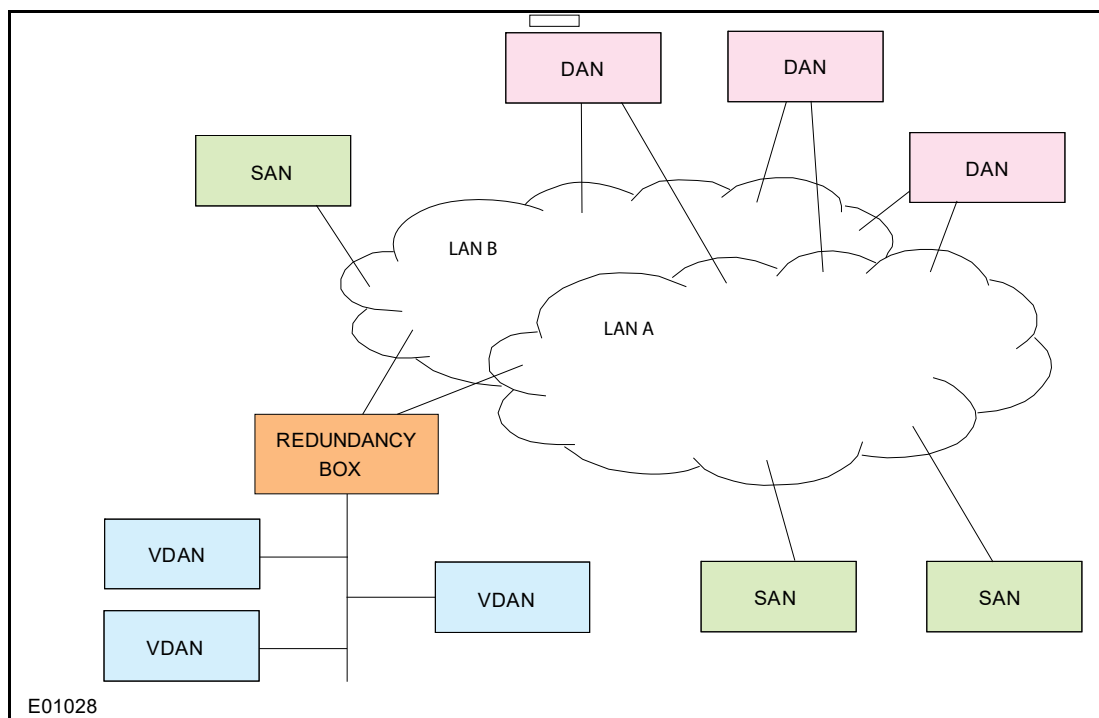 DAN
DAN
SAN
DAN
LAN B
LAN A
REDUNDANCY
BOX
VDAN
VDAN
SAN
SAN
VDAN
E01028